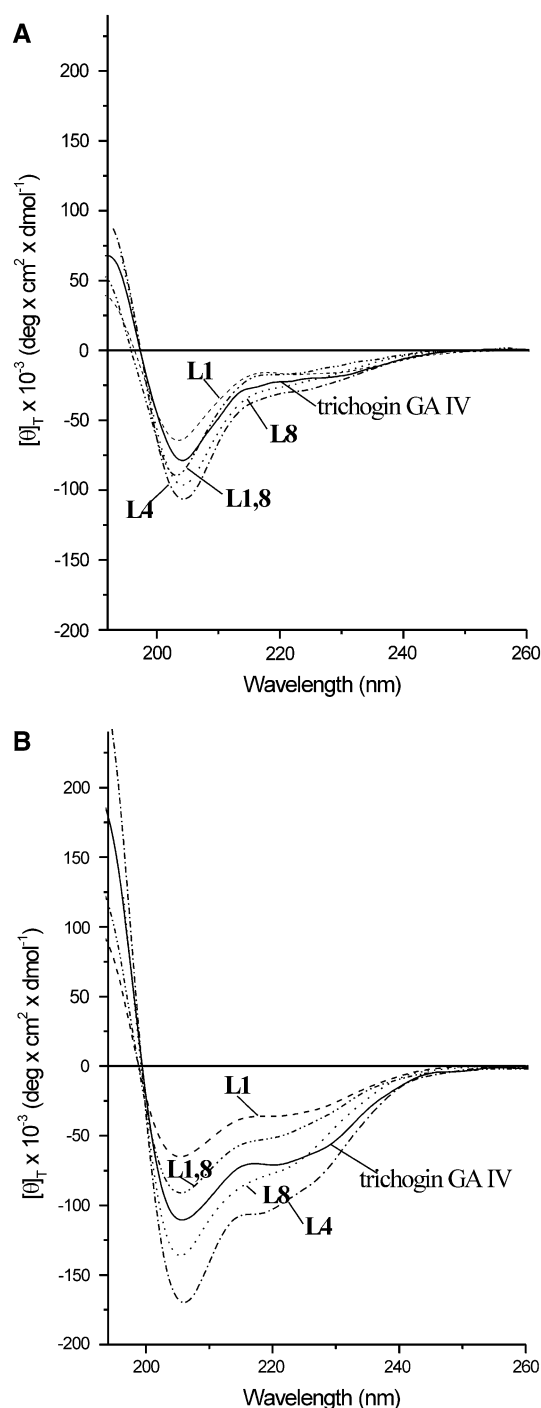 A
[θ]T x 10-3 (deg x cm2 x dmol-1)
200
150
100
50
0
-50
-100
-150
-200
L1
trichogin GA IV
L8
L1,8
L4
200
220
240
260
Wavelength (nm)
B
[θ]T x 10-3 (deg x cm2 x dmol-1)
200
150
100
50
0
-50
-100
-150
-200
L1
L1,8
trichogin GA IV
L8
L4
200
220
240
260
Wavelength (nm)